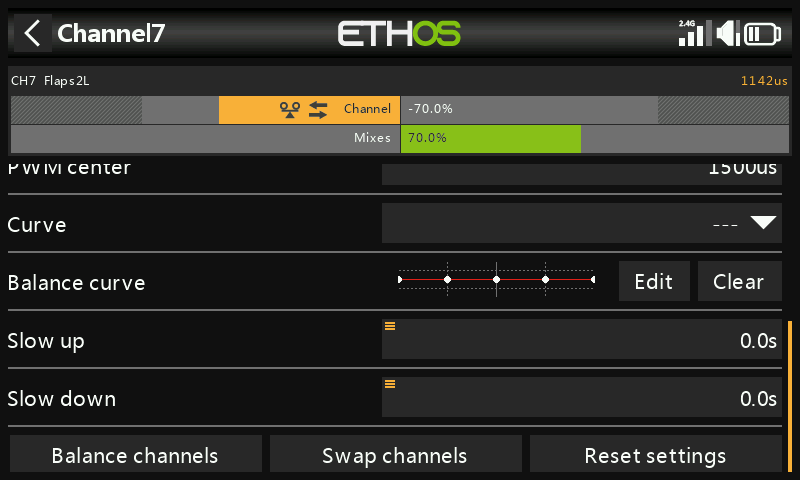 Channel7
ETHOS
2.4G
CH7 Flaps2L
1142us
Channel
-70.0%
Mixes
70.0%
PWM center
1500us
Curve
---
Balance curve
Edit
Clear
Slow up
0.0s
Slow down
0.0s
Balance channels
Swap channels
Reset settings